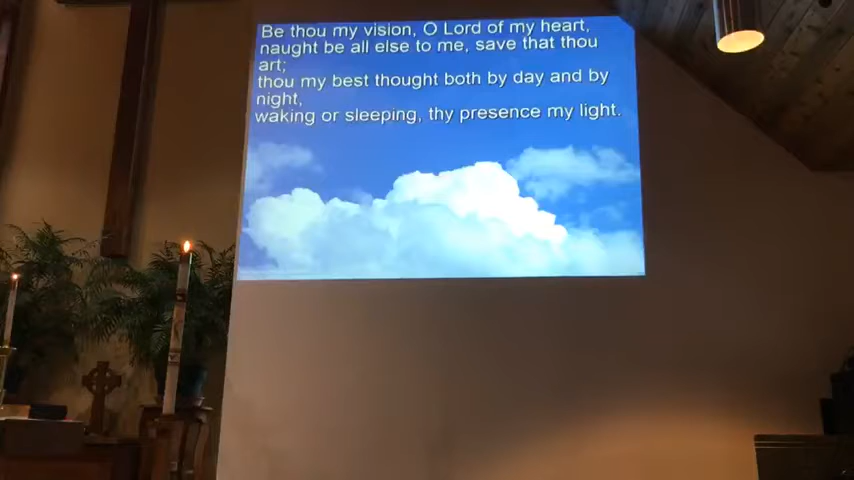 Be thou my vision, O Lord of my heart,
naught be all else to me, save that thou
art;
thou my best thought both by day and by
night,
waking or sleeping, thy presence my light.